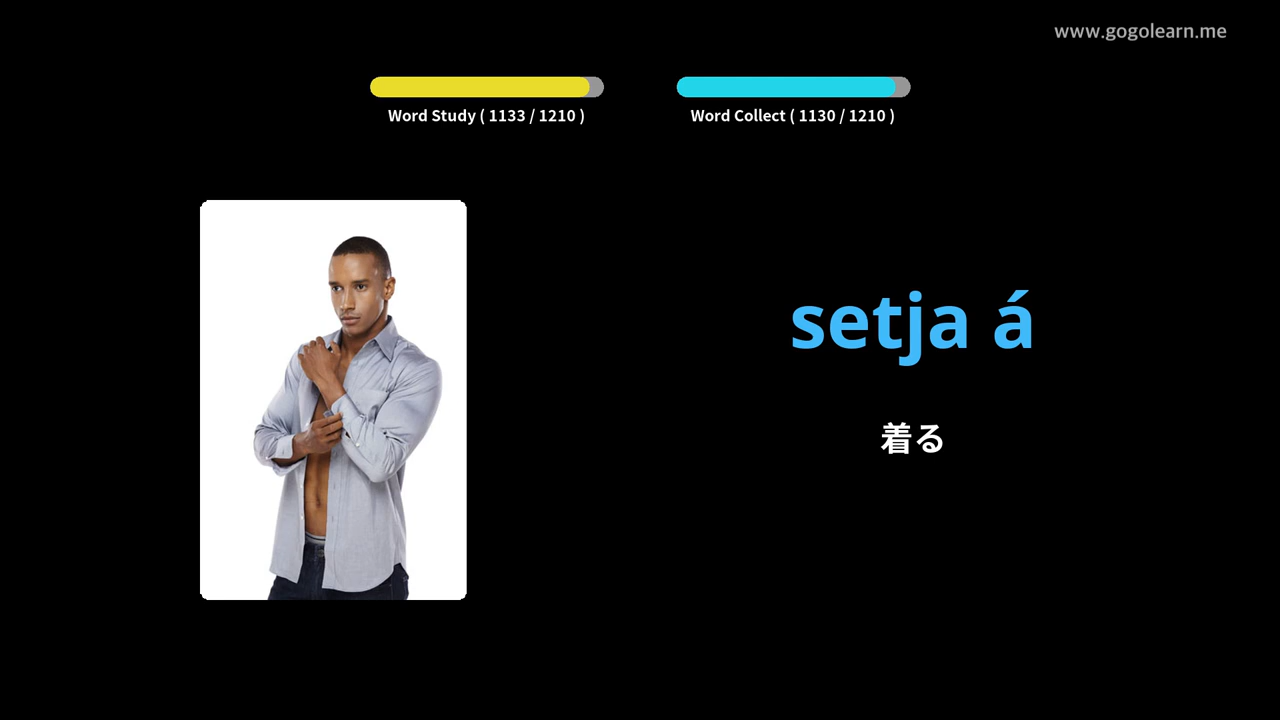 www.gogolearn.me
Word Study ( 1133 / 1210 )
Word Collect ( 1130 / 1210 )
setja á
着る